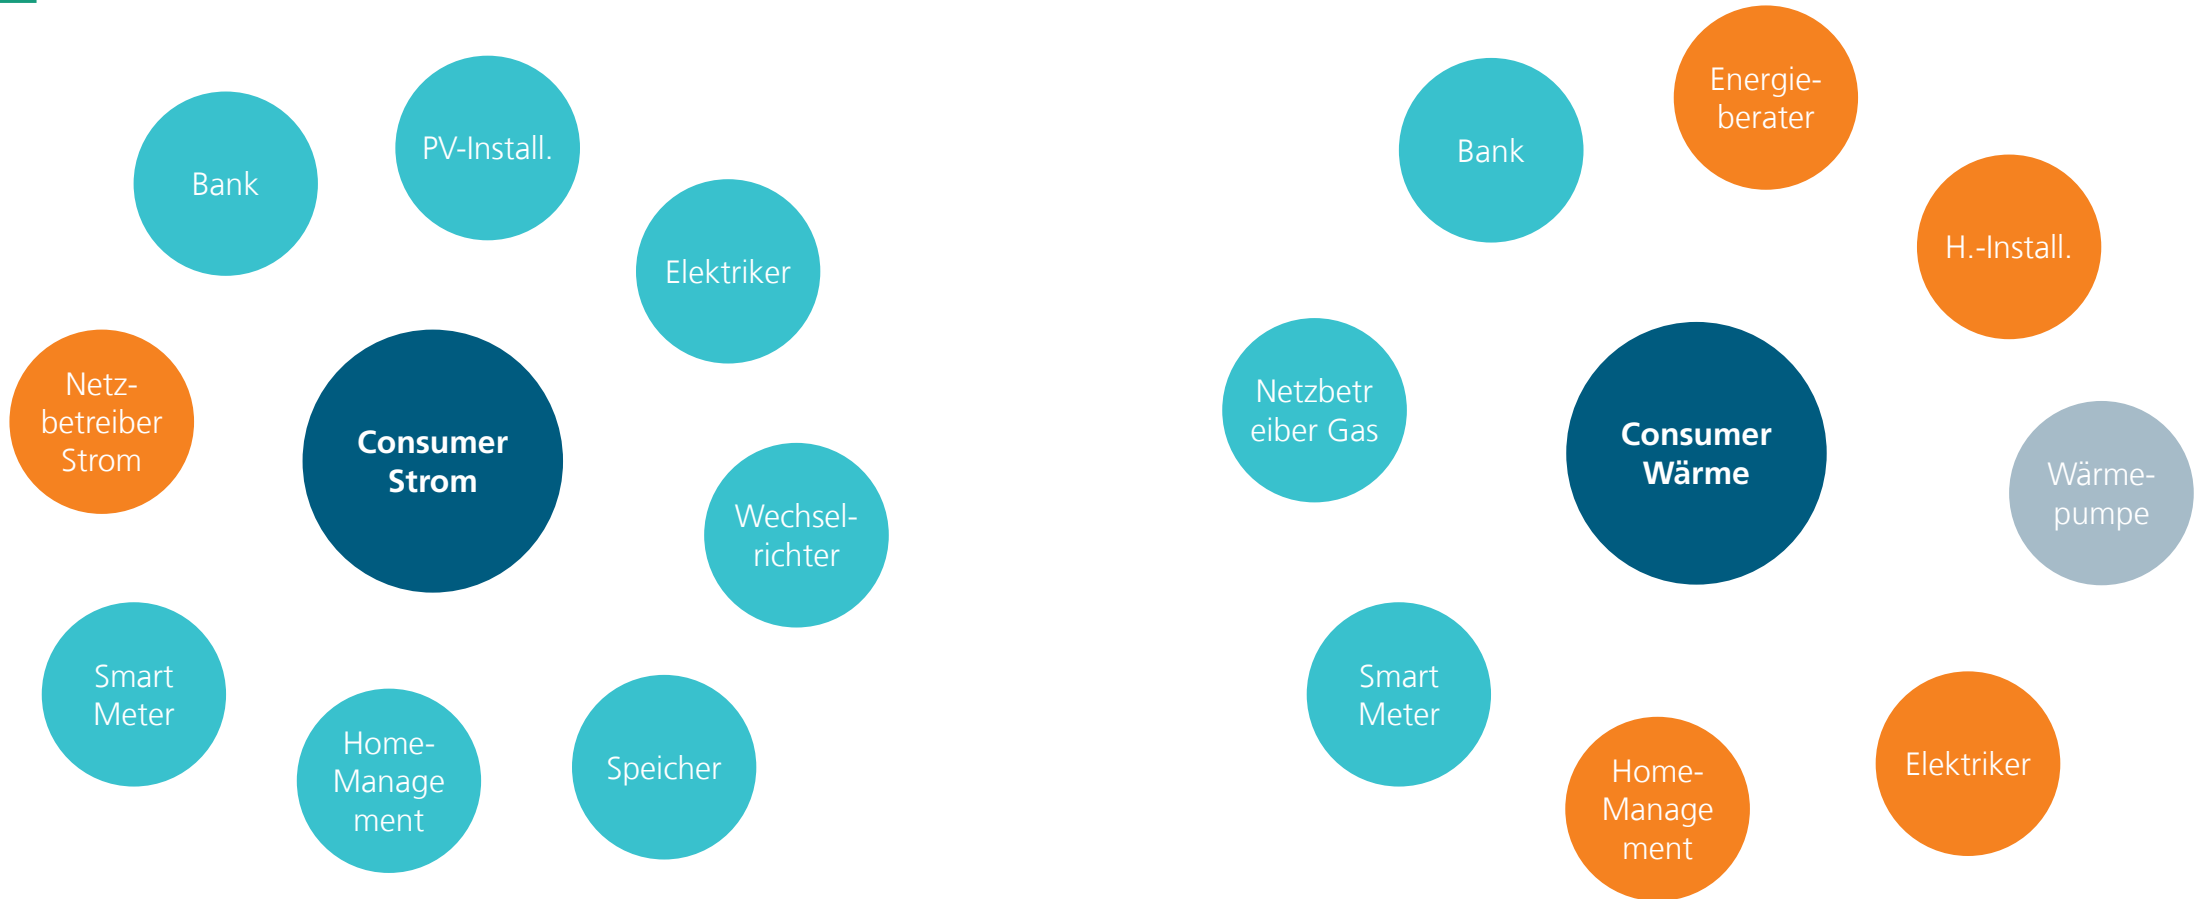 Bank
PV-Install.
Elektriker
Netz-
betreiber
Strom
Consumer
Strom
Wechsel-
richter
Smart
Meter
Home-
Manage
ment
Speicher
Bank
Energie-
berater
H.-Install.
Netzbetr
eiber Gas
Consumer
Wärme
Wärme-
pumpe
Smart
Meter
Home-
Manage
ment
Elektriker